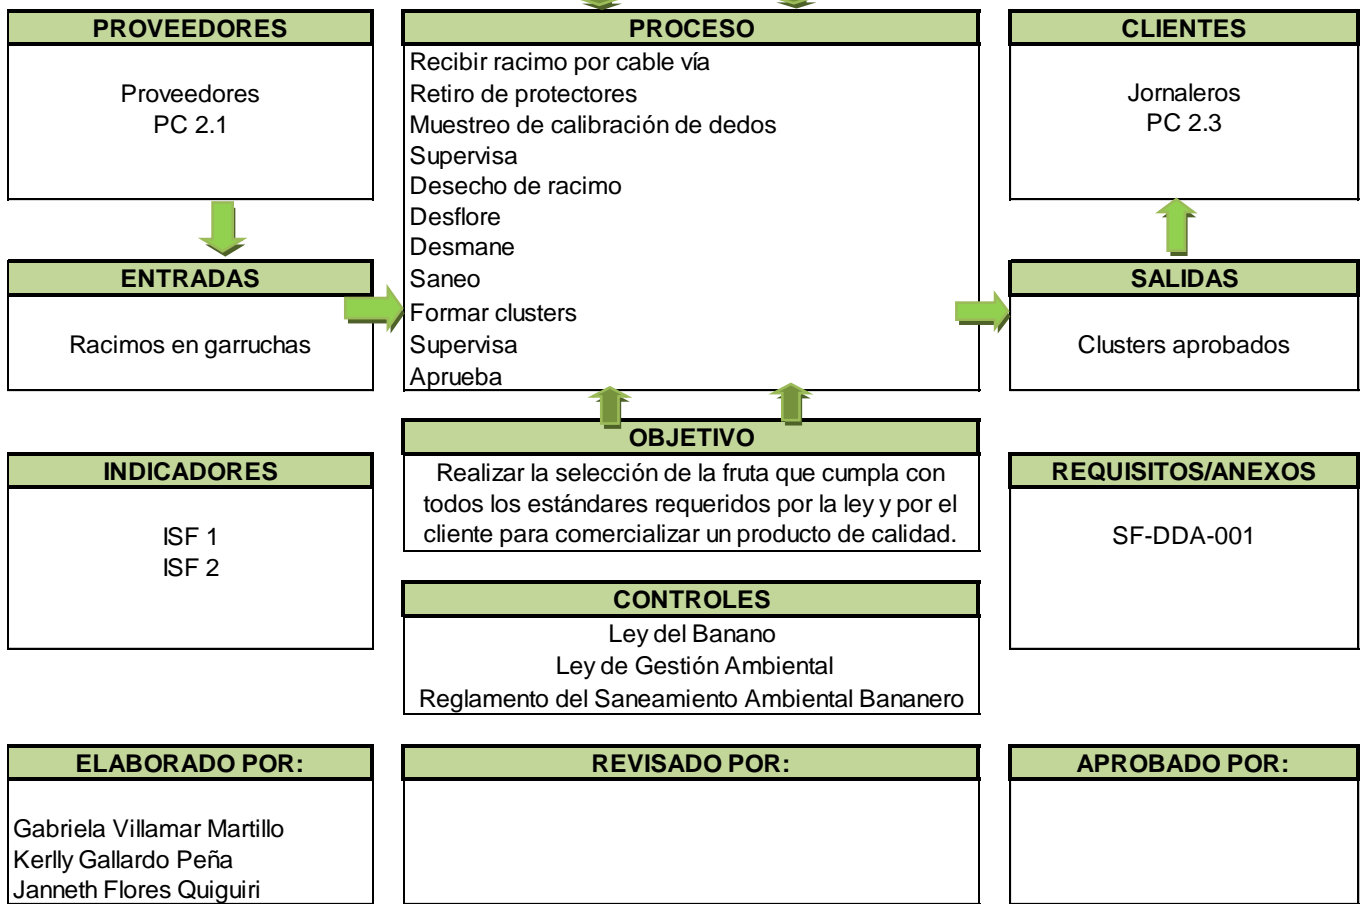 PROVEEDORES
Proveedores
PC 2.1
ENTRADAS
Racimos en garruchas
INDICADORES
ISF 1
ISF 2
PROCESO
Recibir racimo por cable vía
Retiro de protectores
Muestreo de calibración de dedos
Supervisa
Desecho de racimo
Desflore
Desmane
Saneo
Formar clusters
Supervisa
Aprueba
OBJETIVO
Realizar la selección de la fruta que cumpla con
todos los estándares requeridos por la ley y por el
cliente para comercializar un producto de calidad.
CONTROLES
Ley del Banano
Ley de Gestión Ambiental
Reglamento del Saneamiento Ambiental Bananero
CLIENTES
Jornaleros
PC 2.3
SALIDAS
Clusters aprobados
REQUISITOS/ANEXOS
SF-DDA-001
ELABORADO POR:
Gabriela Villamar Martillo
Kerlly Gallardo Peña
Janneth Flores Quiguiri
REVISADO POR:
APROBADO POR: